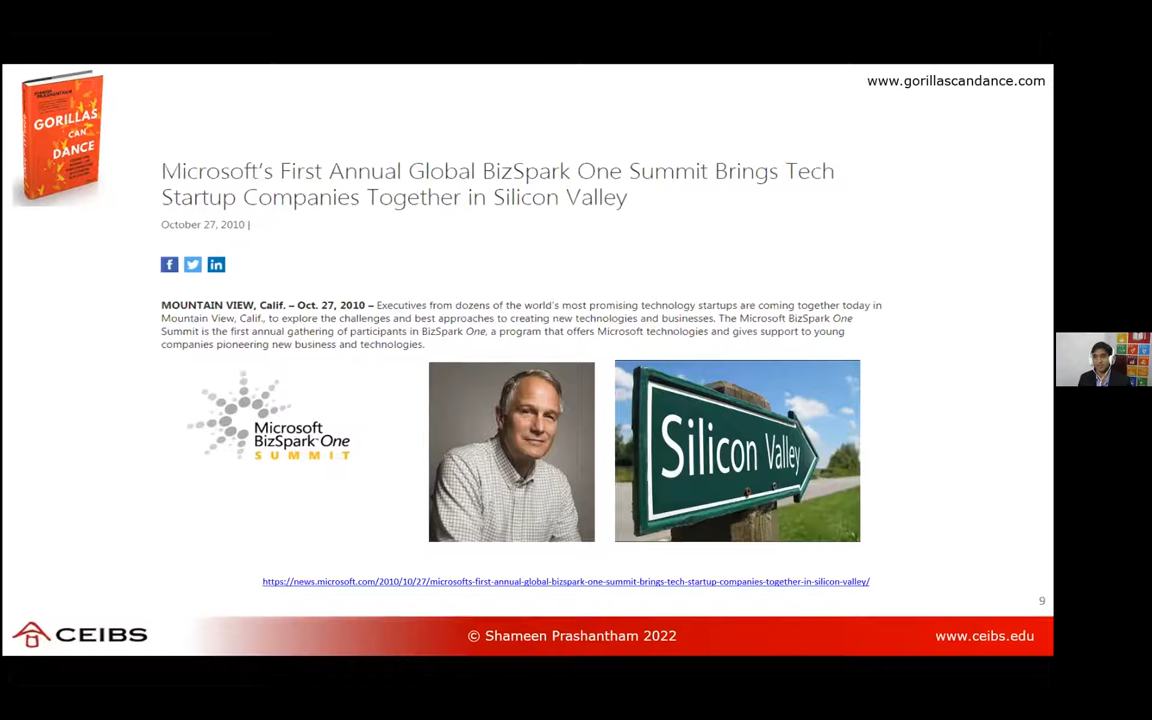 www.gorillascandance.com
GORILLAS
CAN
DANCE
Microsoft's First Annual Global BizSpark One Summit Brings Tech
Startup Companies Together in Silicon Valley
October 27, 2010 |
MOUNTAIN VIEW, Calif. – Oct. 27, 2010 – Executives from dozens of the world's most promising technology startups are coming together today in
Mountain View, Calif., to explore the challenges and best approaches to creating new technologies and businesses. The Microsoft BizSpark One
Summit is the first annual gathering of participants in BizSpark One, a program that offers Microsoft technologies and gives support to young
companies pioneering new business and technologies.
Microsoft
BizSpark One
SUMMIT
Silicon Valley
https://news.microsoft.com/2010/10/27/microsofts-first-annual-global-bizspark-one-summit-brings-tech-startup-companies-together-in-silicon-valley/
9
CEIBS
© Shameen Prashantham 2022
www.ceibs.edu